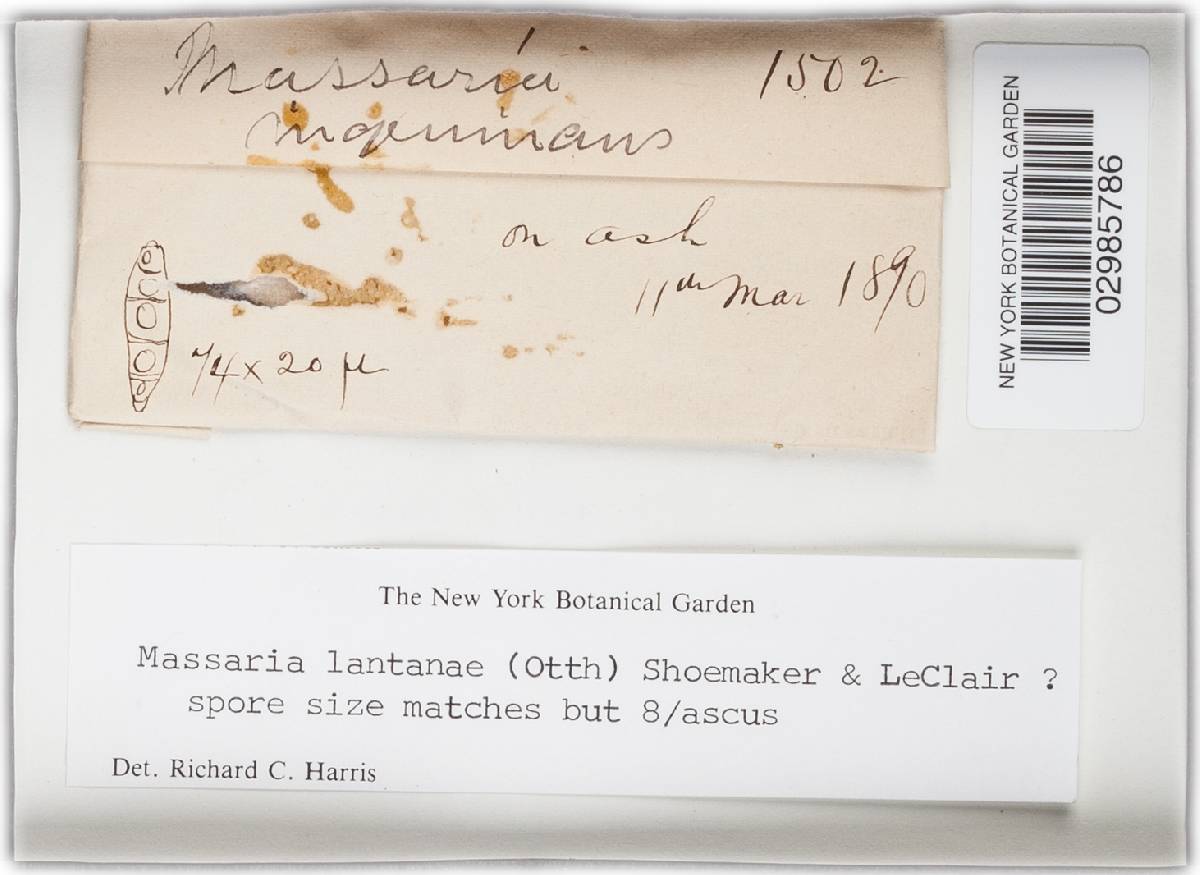 Massaria 1502
inquinans
on ash
11th Mar 1890
74 x 20 µ
NEW YORK BOTANICAL GARDEN
02985786
The New York Botanical Garden
Massaria lantanae (Otth) Shoemaker & LeClair ?
spore size matches but 8/ascus
Det. Richard C. Harris